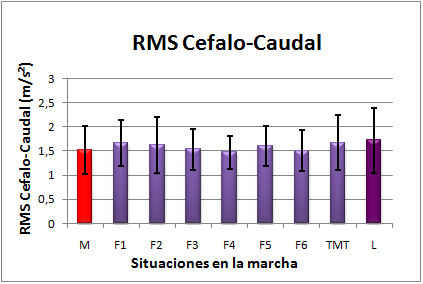 RMS Cefalo-Caudal
RMS Cefalo-Caudal (m/s²)
3
2,5
2
1,5
1
0,5
0
M F1 F2 F3 F4 F5 F6 TMT L
Situaciones en la marcha